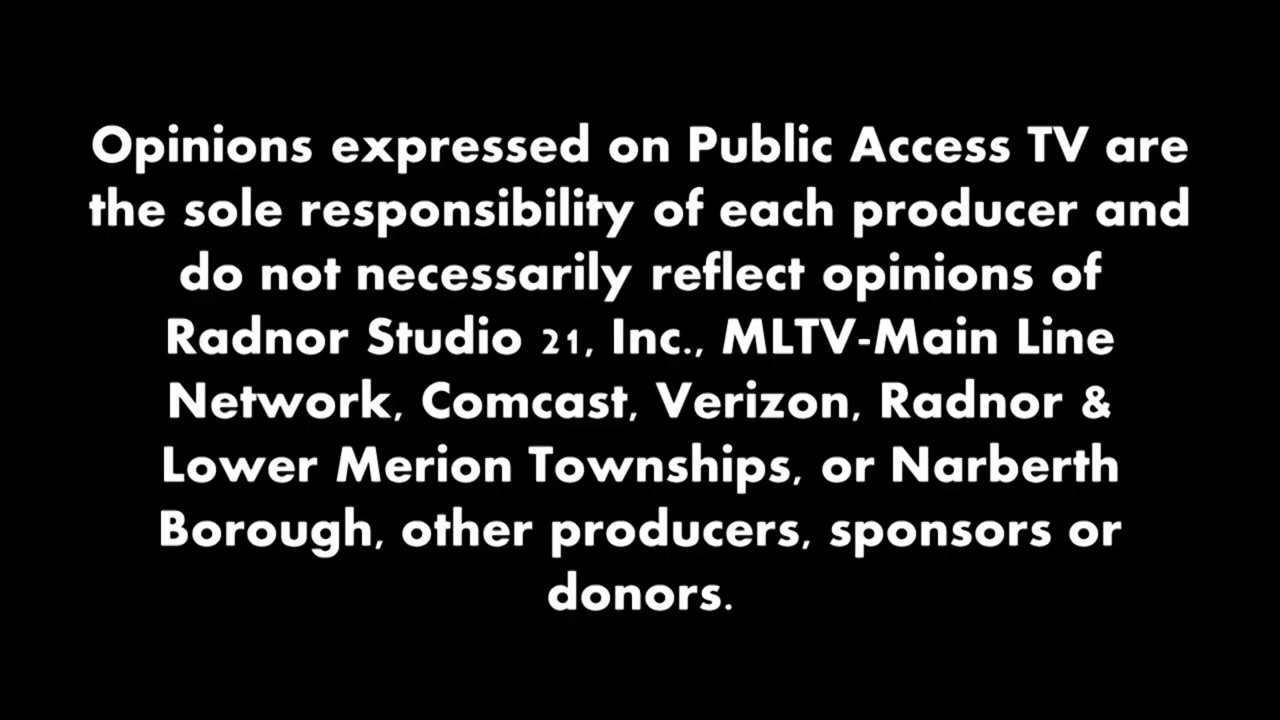 Opinions expressed on Public Access TV are
the sole responsibility of each producer and
do not necessarily reflect opinions of
Radnor Studio 21, Inc., MLTV-Main Line
Network, Comcast, Verizon, Radnor &
Lower Merion Townships, or Narberth
Borough, other producers, sponsors or
donors.